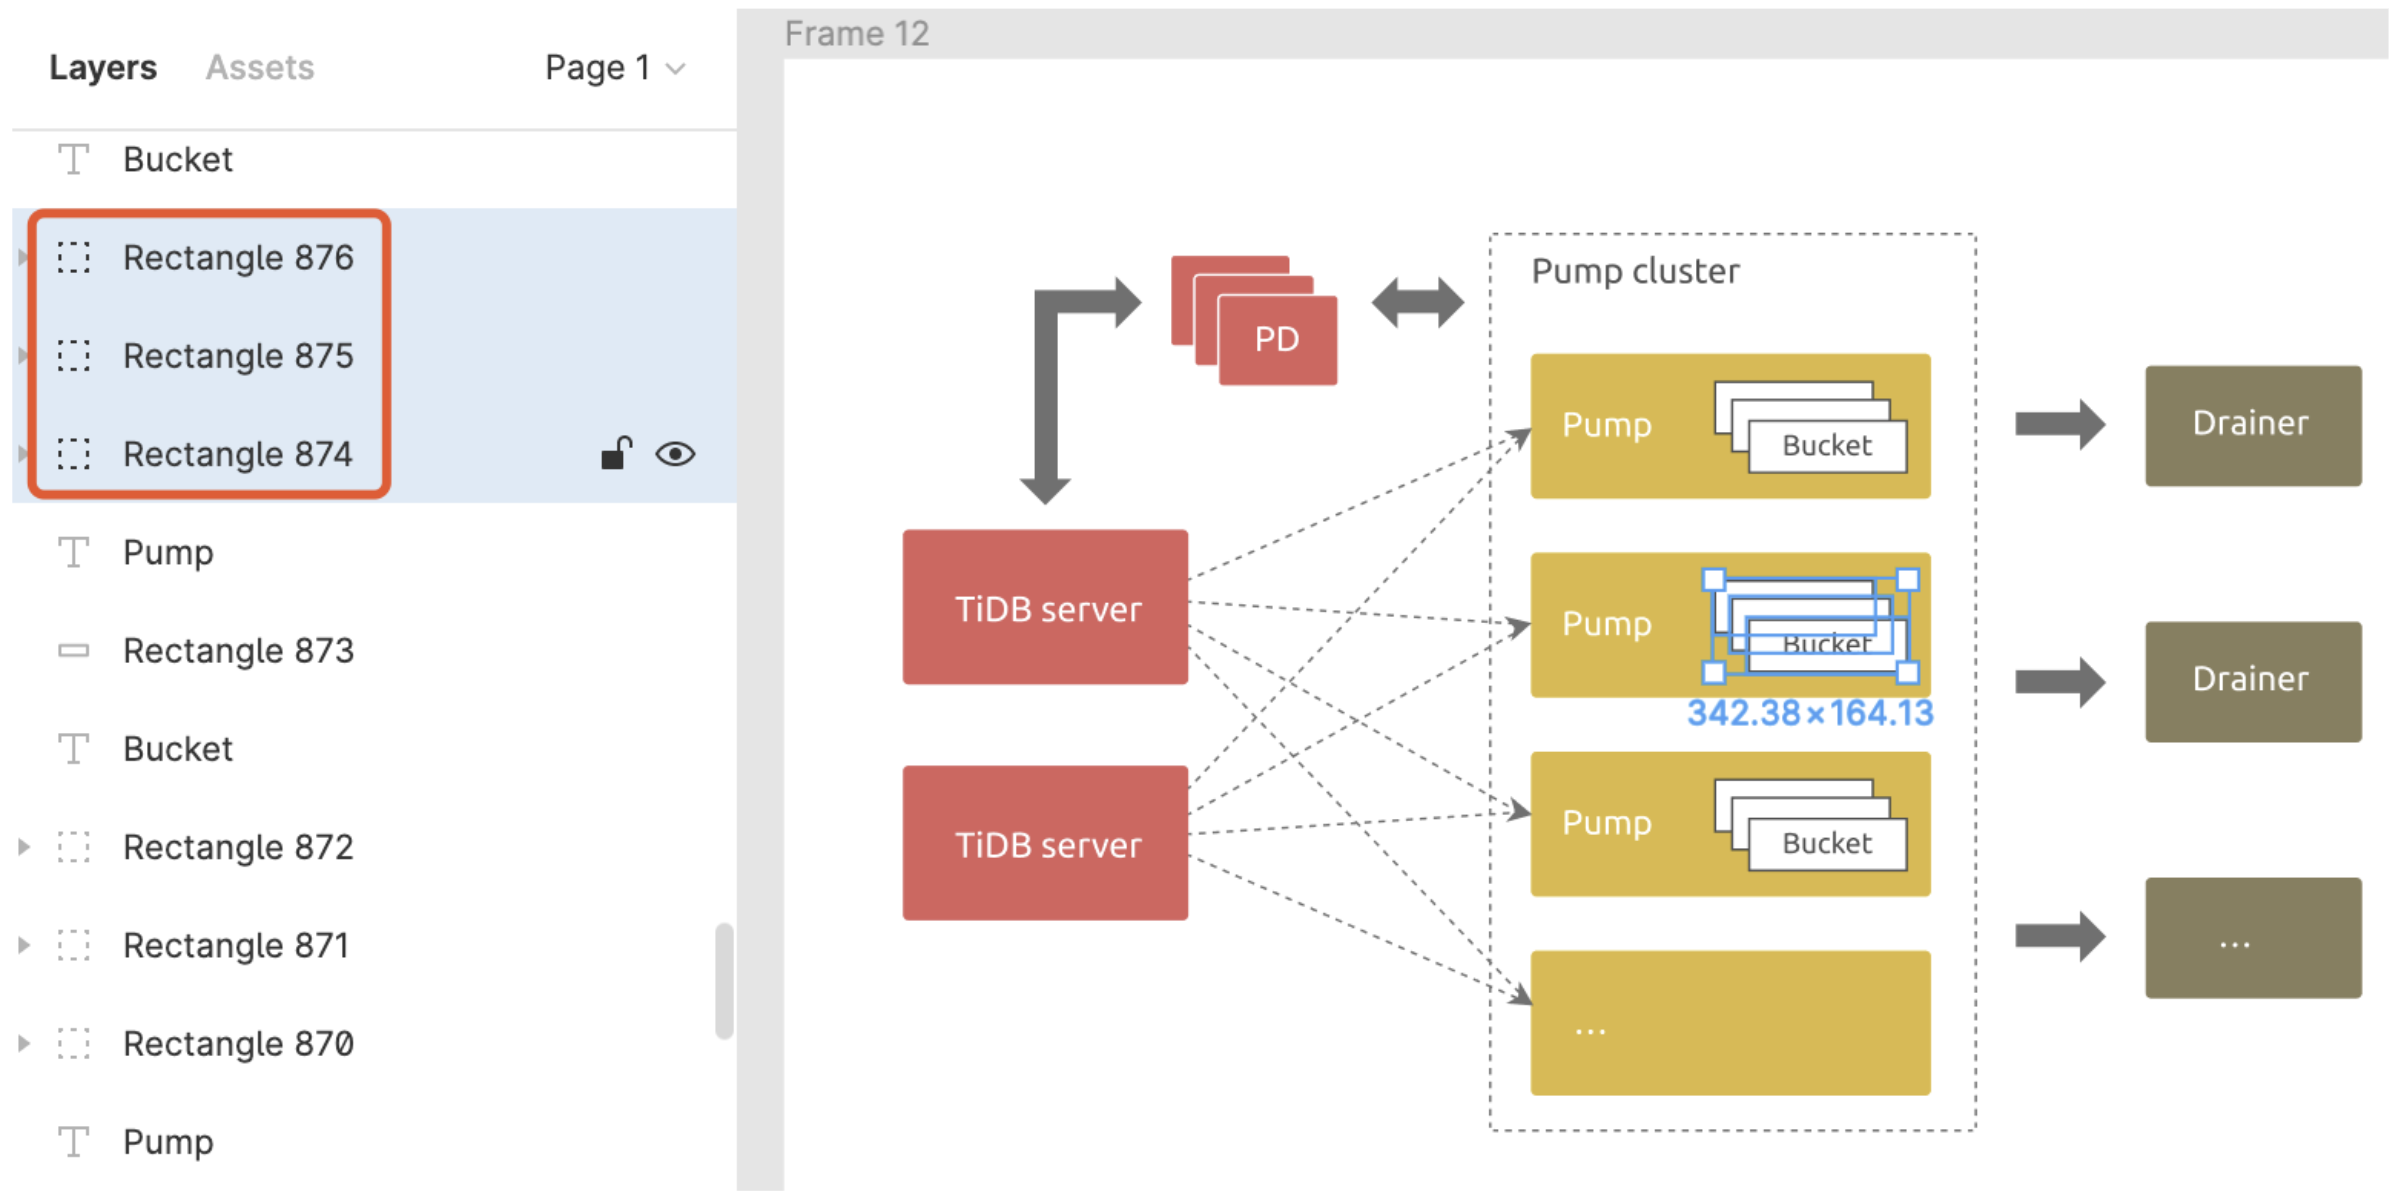 Layers Assets Page 1
Bucket
Rectangle 876
Rectangle 875
Rectangle 874
Pump
Rectangle 873
Bucket
Rectangle 872
Rectangle 871
Rectangle 870
Pump
Frame 12
Pump cluster
PD
Pump
Bucket
Drainer
TiDB server
Pump
Bucket
342.38×164.13
Drainer
TiDB server
Pump
Bucket
...
...